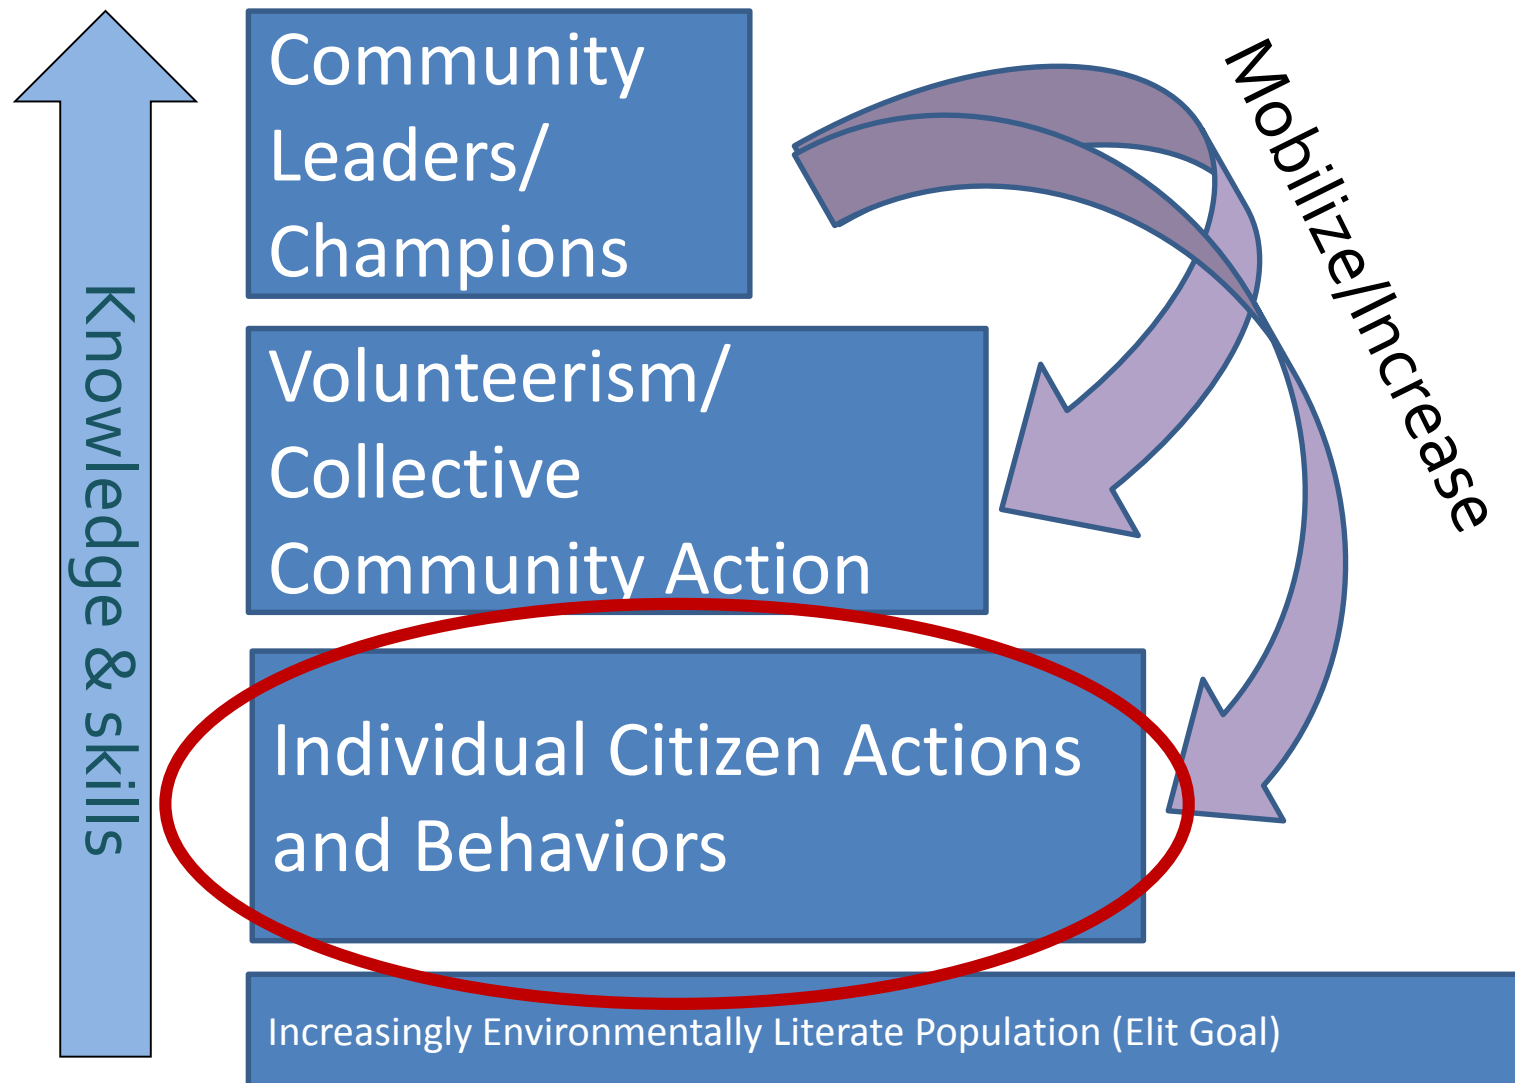 Community
Leaders/
Champions
Mobilize/Increase
Knowledge & skills
Volunteerism/
Collective
Community Action
Individual Citizen Actions
and Behaviors
Increasingly Environmentally Literate Population (Elit Goal)